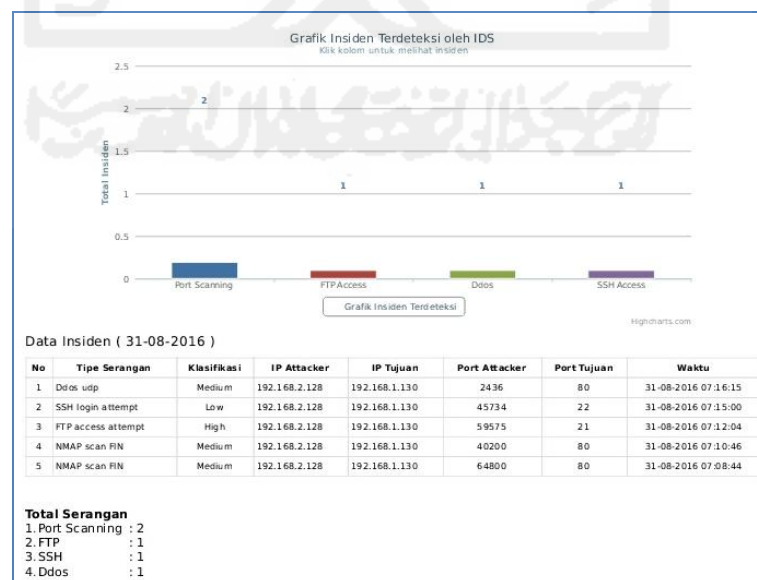 Grafik Insiden Terdeteksi oleh IDS
Klik kolom untuk melihat insiden
Total Insiden
2.5
2
1.5
1
0.5
0
2
1
1
1
Port Scanning
FTP Access
Ddos
SSH Access
Grafik Insiden Terdeteksi
Highcharts.com
Data Insiden ( 31-08-2016 )
No Tipe Serangan Klasifikasi IP Attacker IP Tujuan Port Attacker Port Tujuan Waktu
1 Ddos udp Medium 192.168.2.128 192.168.1.130 2436 80 31-08-2016 07:16:15
2 SSH login attempt Low 192.168.2.128 192.168.1.130 45734 22 31-08-2016 07:15:00
3 FTP access attempt High 192.168.2.128 192.168.1.130 59575 21 31-08-2016 07:12:04
4 NMAP scan FIN Medium 192.168.2.128 192.168.1.130 40200 80 31-08-2016 07:10:46
5 NMAP scan FIN Medium 192.168.2.128 192.168.1.130 64800 80 31-08-2016 07:08:44
Total Serangan
1. Port Scanning : 2
2. FTP : 1
3. SSH : 1
4. Ddos : 1